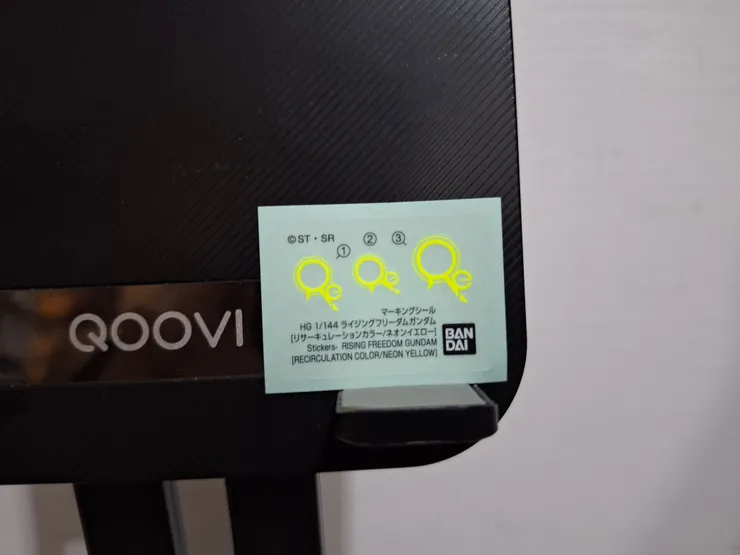 QOOVI
©ST・SR
① ② ③
マーキングシール
HG 1/144 ライジングフリーダムガンダム
[リサーキュレーションカラー/ネオンイエロー]
Stickers- RISING FREEDOM GUNDAM
[RECIRCULATION COLOR/NEON YELLOW]
BAN
DAI